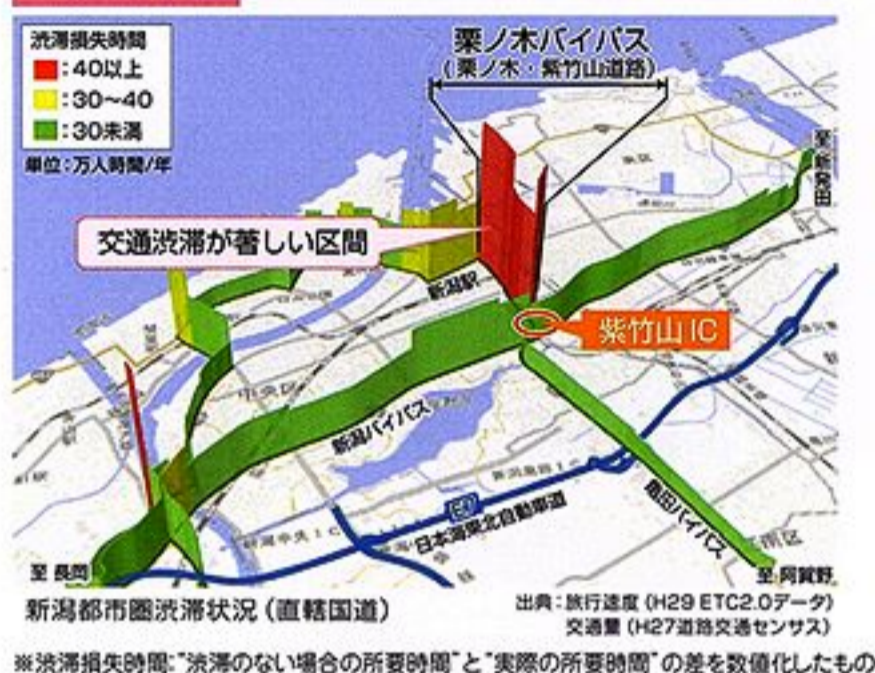 渋滞損失時間
:40以上
:30～40
:30未満
単位:万人時間/年
栗ノ木バイパス
(栗ノ木・紫竹山道路)
至 新発田
東区
交通渋滞が著しい区間
新潟駅
紫竹山 IC
中央区
新潟バイパス
亀田バイパス
E7
日本海東北自動車道
至 長岡
至 阿賀野
新潟都市圏渋滞状況 (直轄国道)
出典:旅行速度 (H29 ETC2.0データ)
交通量 (H27道路交通センサス)
※渋滞損失時間:"渋滞のない場合の所要時間"と"実際の所要時間"の差を数値化したもの